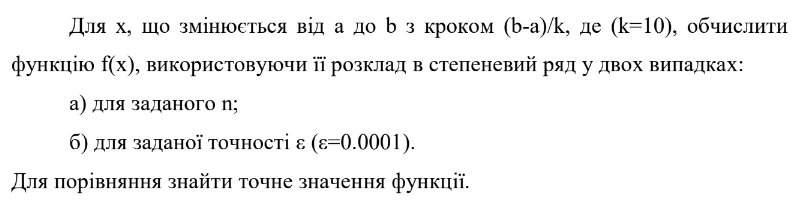 Для x, що змінюється від a до b з кроком (b-a)/k, де (k=10), обчислити
функцію f(x), використовуючи її розклад в степеневий ряд у двох випадках:
а) для заданого n;
б) для заданої точності ε (ε=0.0001).
Для порівняння знайти точне значення функції.